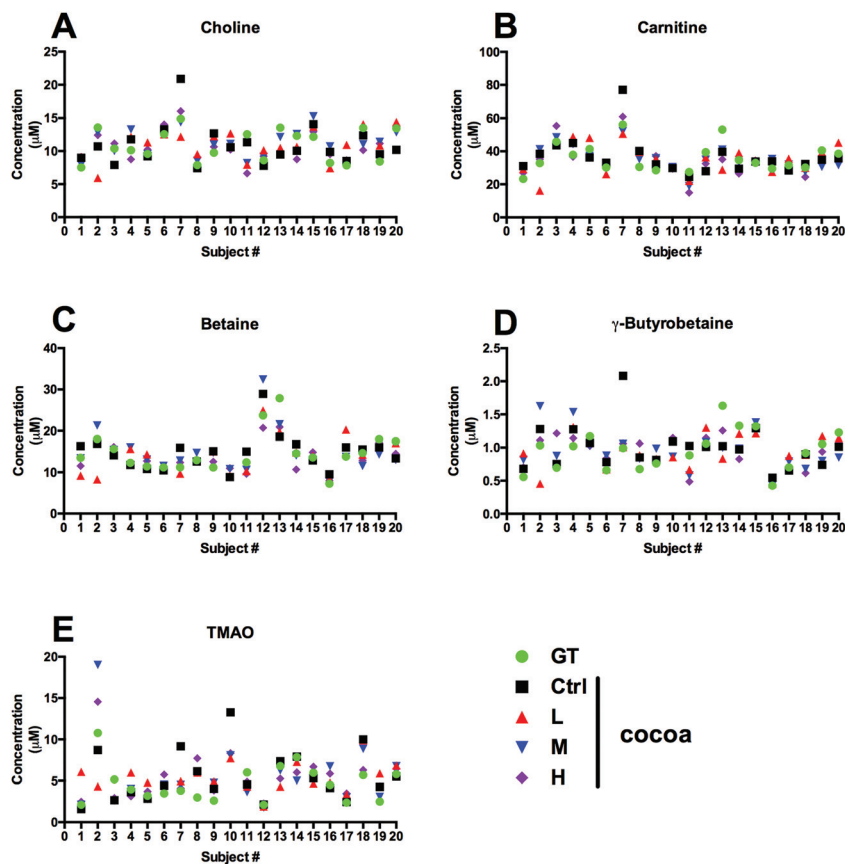 A
Choline
Concentration
(μM)
25
20
15
10
5
0
0 1 2 3 4 5 6 7 8 9 10 11 12 13 14 15 16 17 18 19 20
Subject #
B
Carnitine
Concentration
(μM)
100
80
60
40
20
0
0 1 2 3 4 5 6 7 8 9 10 11 12 13 14 15 16 17 18 19 20
Subject #
C
Betaine
Concentration
(μM)
40
30
20
10
0
0 1 2 3 4 5 6 7 8 9 10 11 12 13 14 15 16 17 18 19 20
Subject #
D
γ-Butyrobetaine
Concentration
(μM)
2.5
2.0
1.5
1.0
0.5
0.0
0 1 2 3 4 5 6 7 8 9 10 11 12 13 14 15 16 17 18 19 20
Subject #
E
TMAO
Concentration
(μM)
20
15
10
5
0
0 1 2 3 4 5 6 7 8 9 10 11 12 13 14 15 16 17 18 19 20
Subject #
GT
Ctrl
L
M
H
cocoa